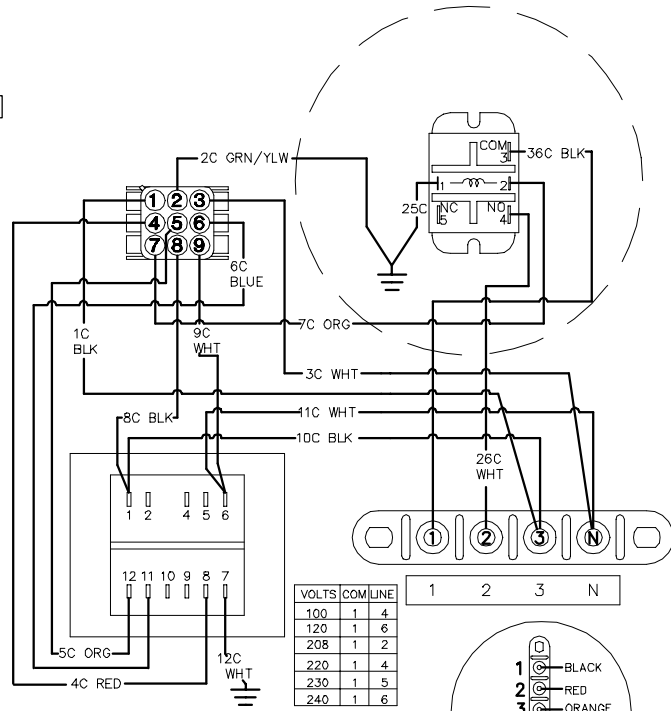 COM
3
36C BLK
2C GRN/YLW
1 2
25C
NC
5
NO
4
1 2 3
4 5 6
7 8 9
6C
BLUE
7C ORG
1C
BLK
9C
WHT
3C WHT
8C BLK
11C WHT
10C BLK
26C
WHT
1 2 4 5 6
1 2 3 N
12 11 10 9 8 7
1 2 3 N
VOLTS COM LINE
100 1 4
120 1 6
208 1 2
220 1 4
230 1 5
240 1 6
5C ORG
12C
WHT
4C RED
1 BLACK
2 RED
3 ORANGE